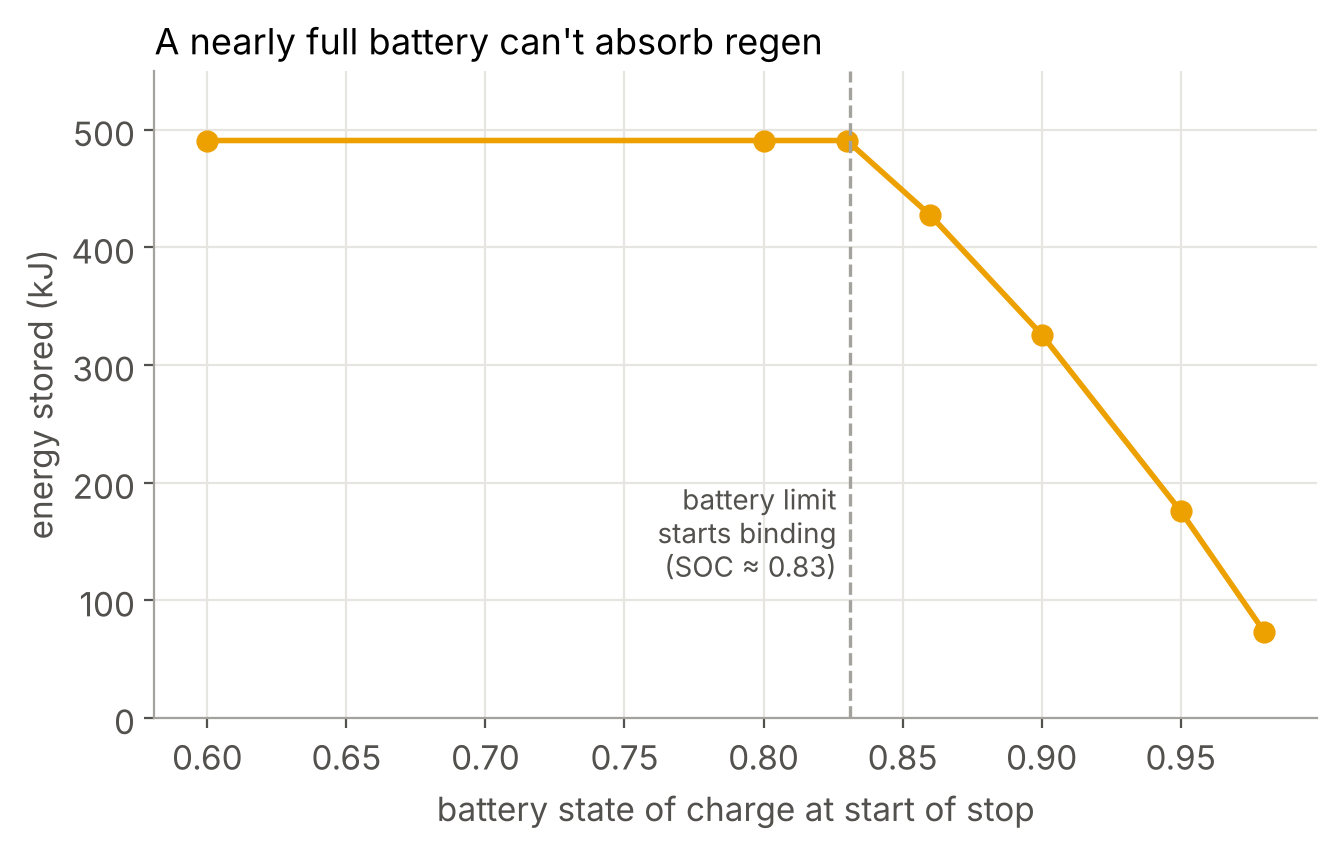 A nearly full battery can't absorb regen
energy stored (kJ)
500
400
300
200
100
0
battery limit
starts binding
(SOC ≈ 0.83)
0.60 0.65 0.70 0.75 0.80 0.85 0.90 0.95
battery state of charge at start of stop